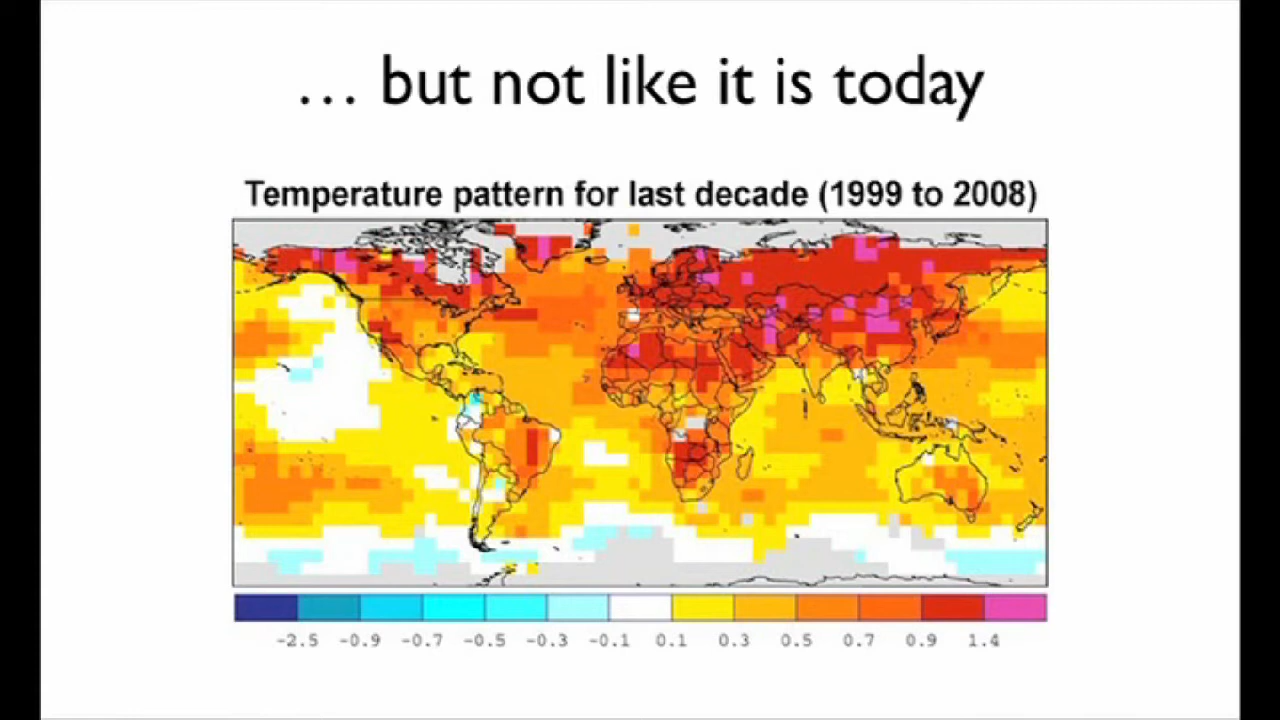 ... but not like it is today
Temperature pattern for last decade (1999 to 2008)
-2.5 -0.9 -0.7 -0.5 -0.3 -0.1 0.1 0.3 0.5 0.7 0.9 1.4